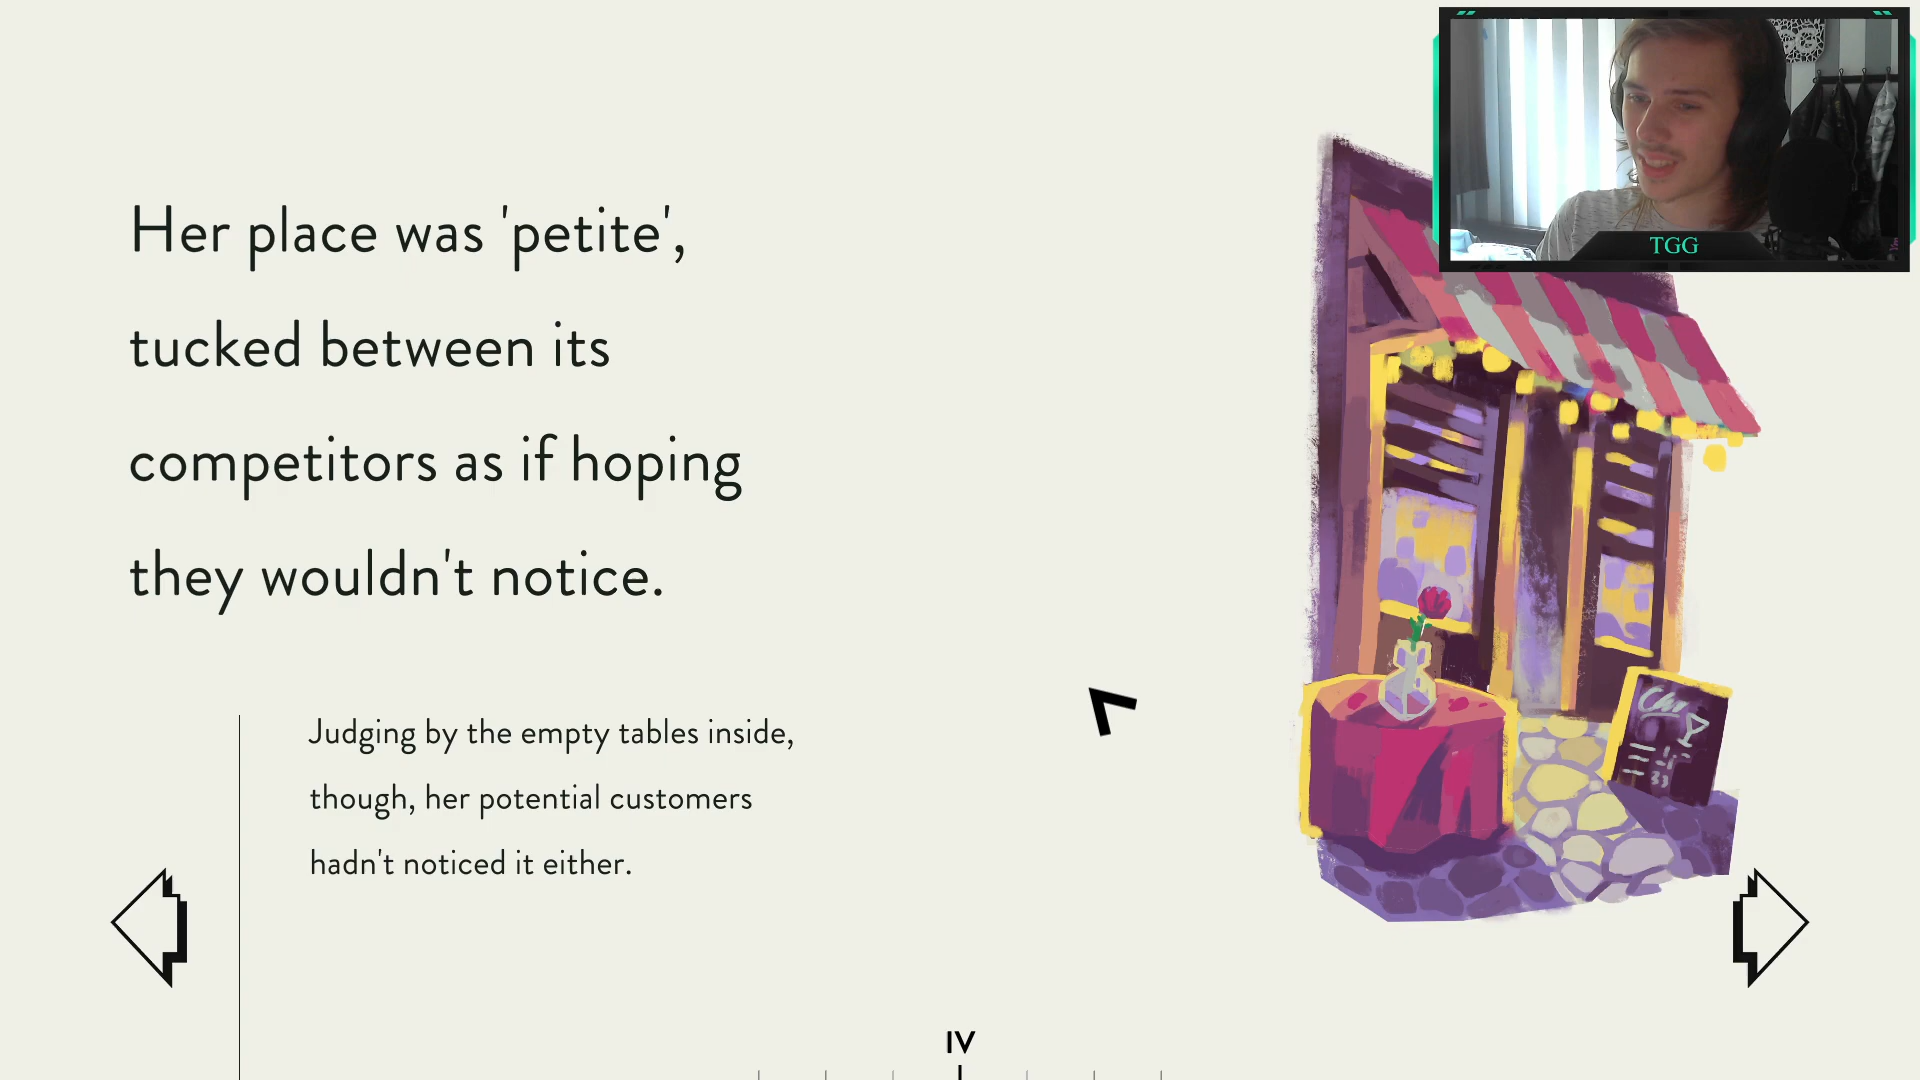 TGG
Her place was 'petite',
tucked between its
competitors as if hoping
they wouldn't notice.
Judging by the empty tables inside,
though, her potential customers
hadn't noticed it either.
IV